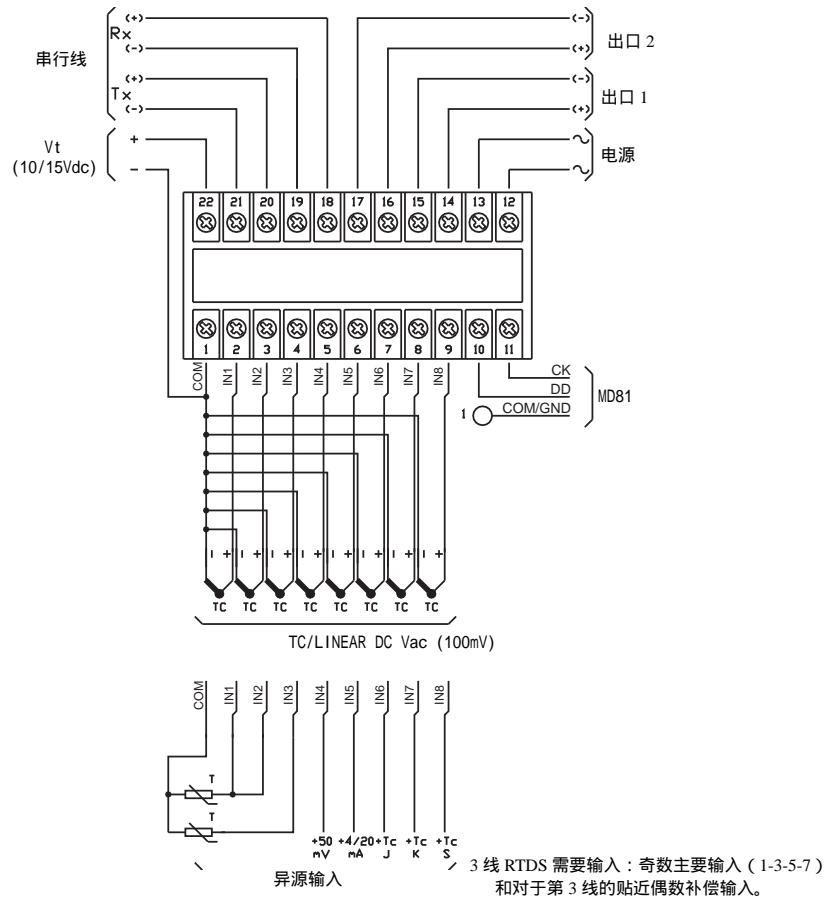 (+)
Rx
(-)
串行线
(+)
Tx
(-)
Vt
(10/15Vdc)
+
-
(-)
出口 2
(+)
(-)
出口 1
(+)
电源
22 21 20 19 18 17 16 15 14 13 12
1 2 3 4 5 6 7 8 9 10 11
COM IN1 IN2 IN3 IN4 IN5 IN6 IN7 IN8
CK
DD
MD81
1 COM/GND
- + - + - + - + - + - + - + - +
TC TC TC TC TC TC TC TC
TC/LINEAR DC Vac (100mV)
COM IN1 IN2 IN3 IN4 IN5 IN6 IN7 IN8
T
T
+50 +4/20 +Tc +Tc +Tc
mV mA J K S
异源输入
3 线 RTDS 需要输入：奇数主要输入（1-3-5-7）
和对于第 3 线的贴近偶数补偿输入。